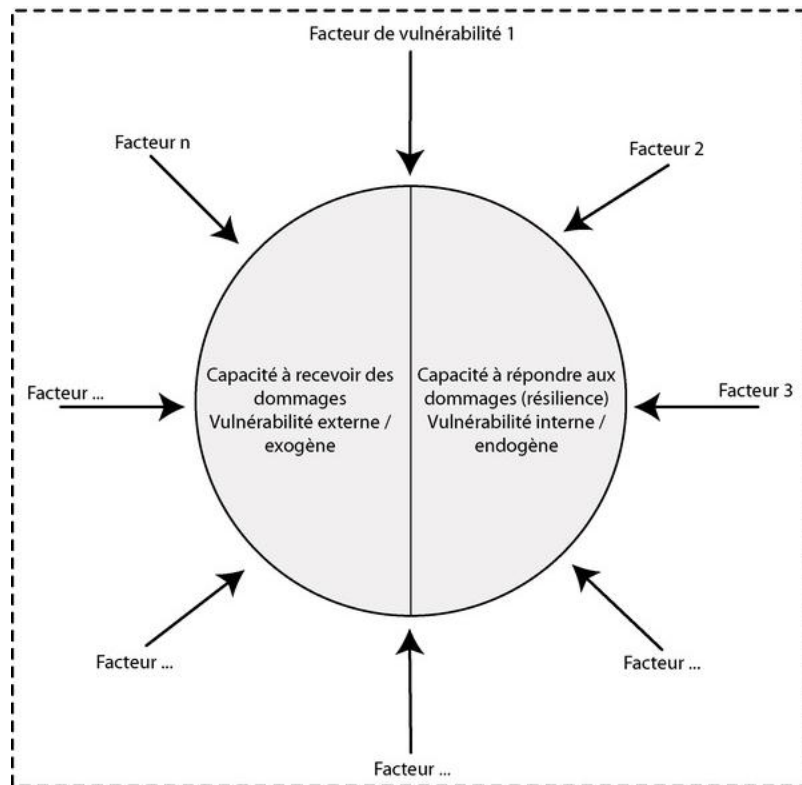 Facteur de vulnérabilité 1
Facteur n
Facteur 2
Capacité à recevoir des
dommages
Vulnérabilité externe /
exogène
Capacité à répondre aux
dommages (résilience)
Vulnérabilité interne /
endogène
Facteur ...
Facteur 3
Facteur ...
Facteur ...
Facteur ...